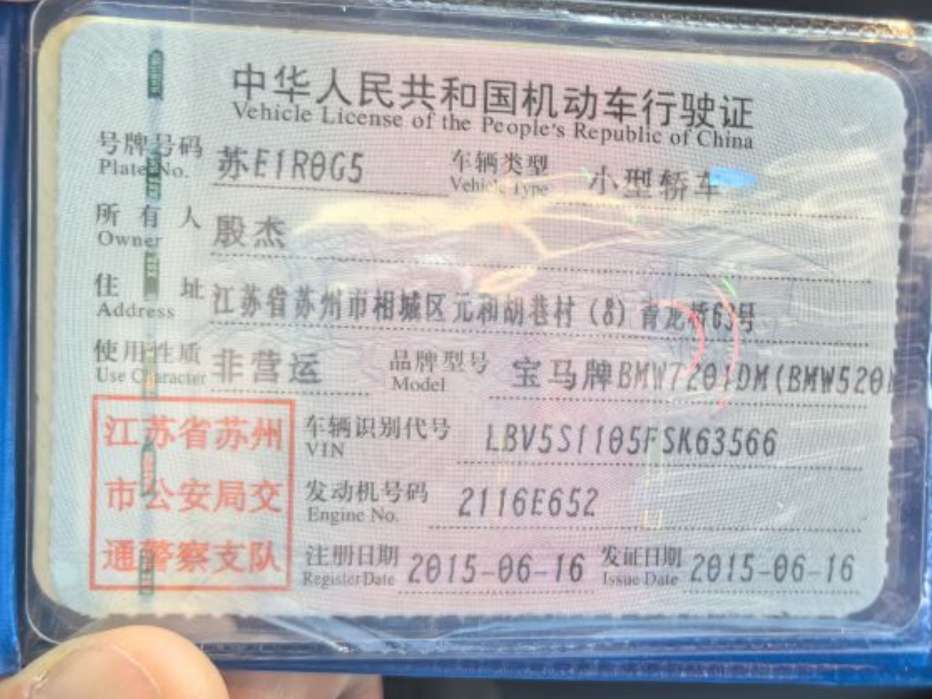 中华人民共和国机动车行驶证
Vehicle License of the People's Republic of China
号牌号码 苏E1R0G5 车辆类型 小型轿车
Plate No. Vehicle Type
所有人 殷杰
Owner
住址 江苏省苏州市相城区元和胡巷村（8）青龙桥63号
Address
使用性质 非营运 品牌型号 宝马牌BMW7201DM(BMW520
Use Character Model
江苏省苏州 车辆识别代号 LBV5S1105FSK63566
VIN
市公安局交 发动机号码 2116E652
Engine No.
通警察支队 注册日期 2015-06-16 发证日期 2015-06-16
Register Date Issue Date